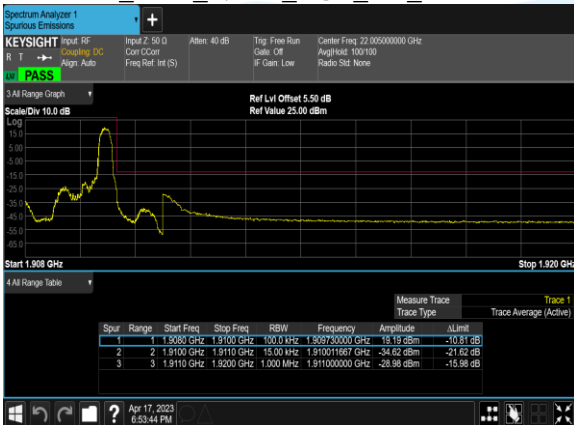 Spectrum Analyzer 1
Spurious Emissions
+
KEYSIGHT Input: RF Input Z: 50 Ω Atten: 40 dB Trig: Free Run Center Freq: 22.005000000 GHz
R T Coupling: DC Corr CCorr Gate: Off Avg|Hold: 100/100
Align: Auto Freq Ref: Int (S) IF Gain: Low Radio Std: None
PASS
3 All Range Graph
Ref Lvl Offset 5.50 dB
Scale/Div 10.0 dB Ref Value 25.00 dBm
Log
15.0
5.00
-5.00
-15.0
-25.0
-35.0
-45.0
-55.0
-65.0
Start 1.908 GHz Stop 1.920 GHz
4 All Range Table
Measure Trace Trace 1
Trace Type Trace Average (Active)
Spur Range Start Freq Stop Freq RBW Frequency Amplitude ΔLimit
1 1 1.9080 GHz 1.9100 GHz 100.0 kHz 1.909730000 GHz 19.19 dBm -10.81 dB
2 2 1.9100 GHz 1.9110 GHz 15.00 kHz 1.910011667 GHz -34.62 dBm -21.62 dB
3 3 1.9110 GHz 1.9200 GHz 1.000 MHz 1.911000000 GHz -28.98 dBm -15.98 dB
? Apr 17, 2023
6:53:44 PM